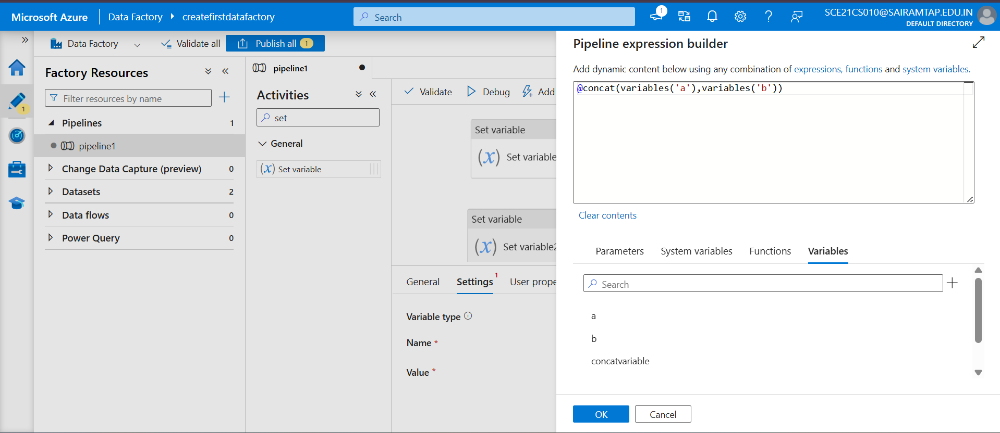 Microsoft Azure
Data Factory
createfirstdatafactory
Search
1
SCE21CS010@SAIRAMTAP.EDU.IN
DEFAULT DIRECTORY
Data Factory
Validate all
Publish all 1
1
Factory Resources
Filter resources by name
Pipelines 1
pipeline1
Change Data Capture (preview) 0
Datasets 2
Data flows 0
Power Query 0
pipeline1
Activities
set
General
(x) Set variable
Validate
Debug
Add
Set variable
(x) Set variable
Set variable
(x) Set variable2
General
Settings 1
User prope
Variable type
Name *
Value *
Pipeline expression builder
Add dynamic content below using any combination of expressions, functions and system variables.
@concat(variables('a'),variables('b'))
Clear contents
Parameters
System variables
Functions
Variables
Search
a
b
concatvariable
OK
Cancel